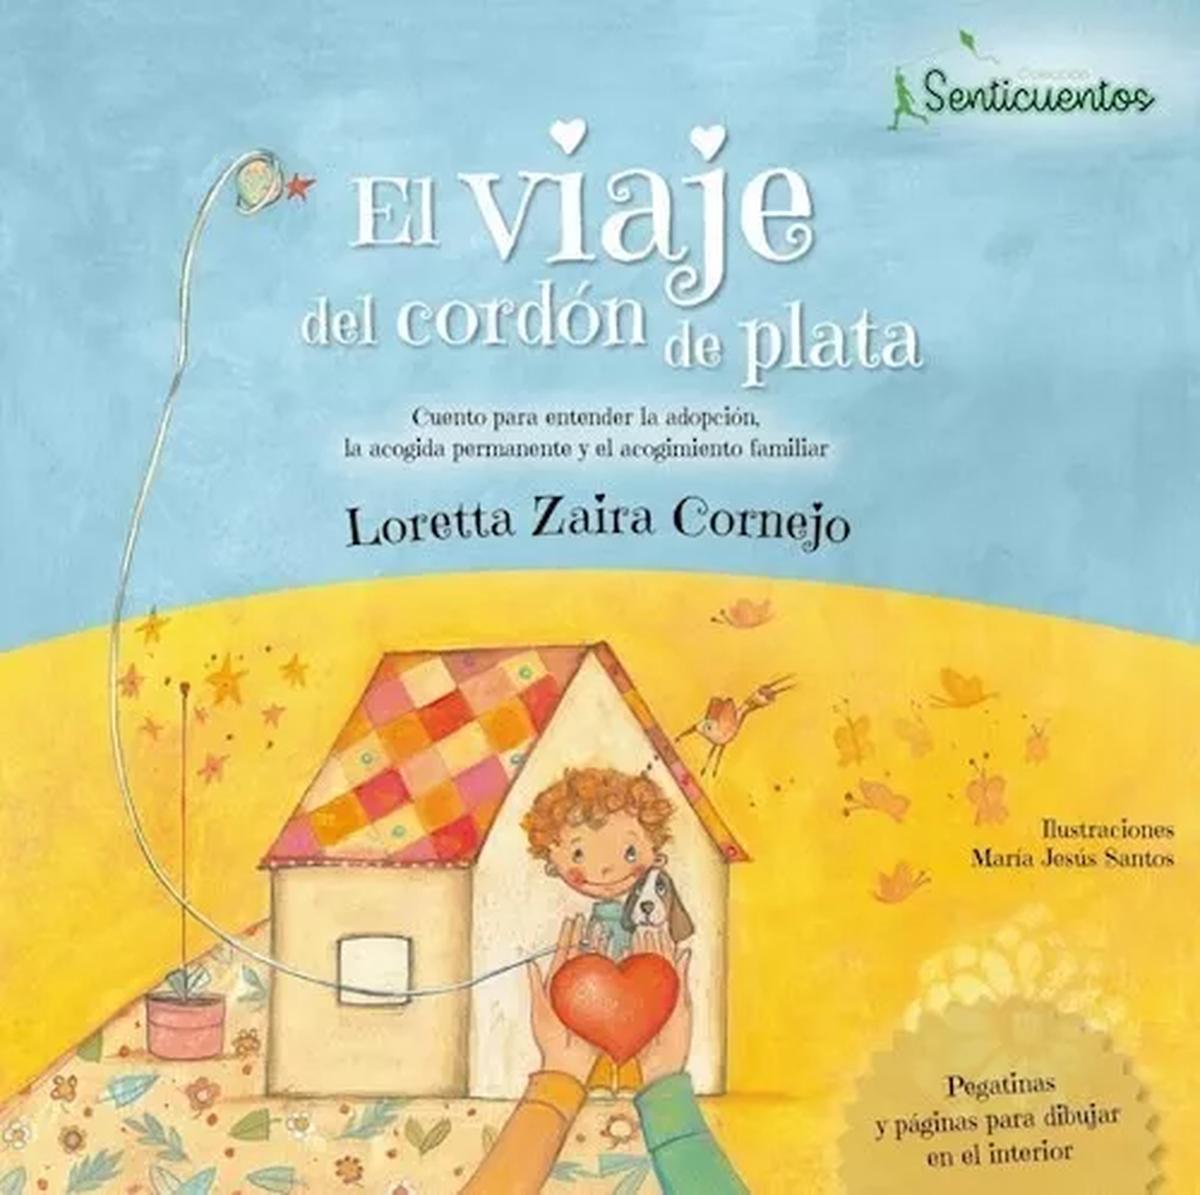 Colección
Senticuentos
El viaje
del cordón de plata
Cuento para entender la adopción,
la acogida permanente y el acogimiento familiar
Loretta Zaira Cornejo
Ilustraciones
María Jesús Santos
Pegatinas
y páginas para dibujar
en el interior